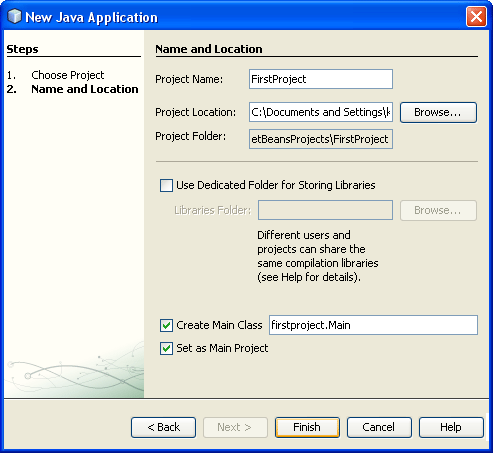 New Java Application
Steps
1. Choose Project
2. Name and Location
Name and Location
Project Name: FirstProject
Project Location: C:\Documents and Settings\k Browse...
Project Folder: etBeansProjects\FirstProject
Use Dedicated Folder for Storing Libraries
Libraries Folder: Browse...
Different users and
projects can share the
same compilation libraries
(see Help for details).
Create Main Class firstproject.Main
Set as Main Project
< Back Next > Finish Cancel Help